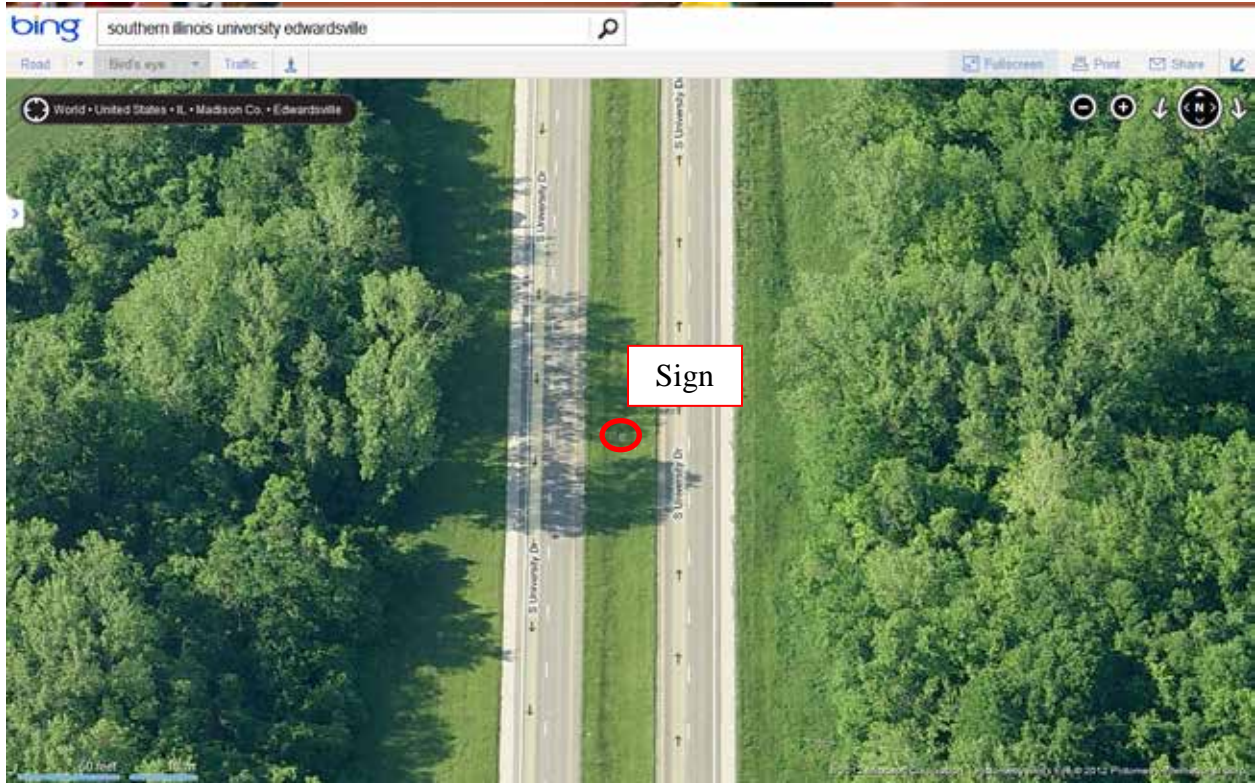 bing
southern illinois university edwardsville
Road
Bird's eye
Traffic
Fullscreen
Print
Share
World • United States • IL • Madison Co. • Edwardsville
N
S University Dr
S University Dr
Sign
S University Dr
S University Dr
60 feet